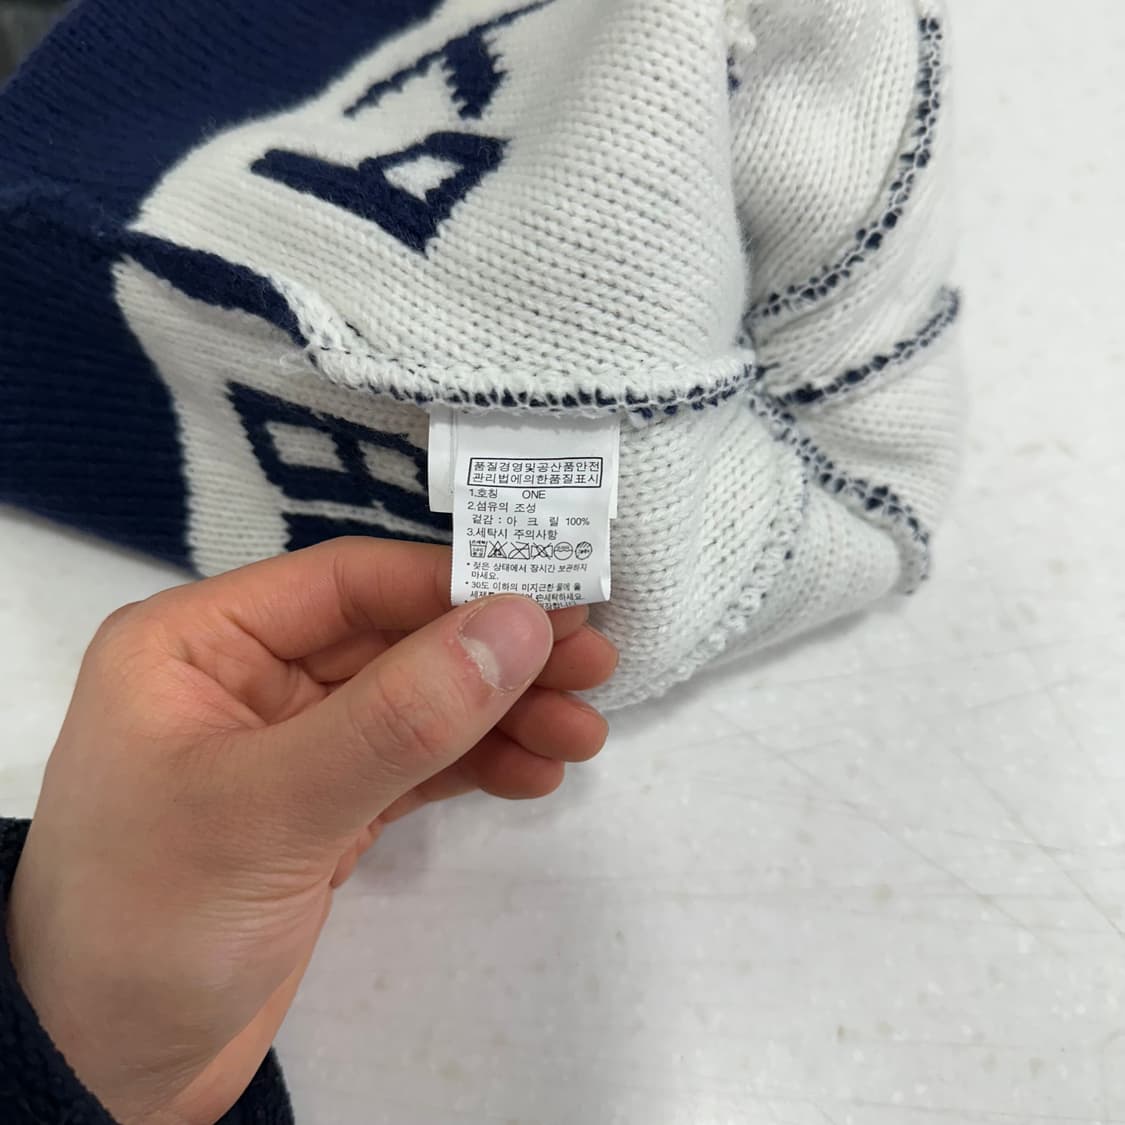 품질경영및공산품안전
관리법에의한품질표시
1.호칭 ONE
2.섬유의 조성
겉감 : 아 크 릴 100%
3.세탁시 주의사항
* 젖은 상태에서 장시간 보관하지
마세요.
* 30도 이하의 미지근한 물에 울